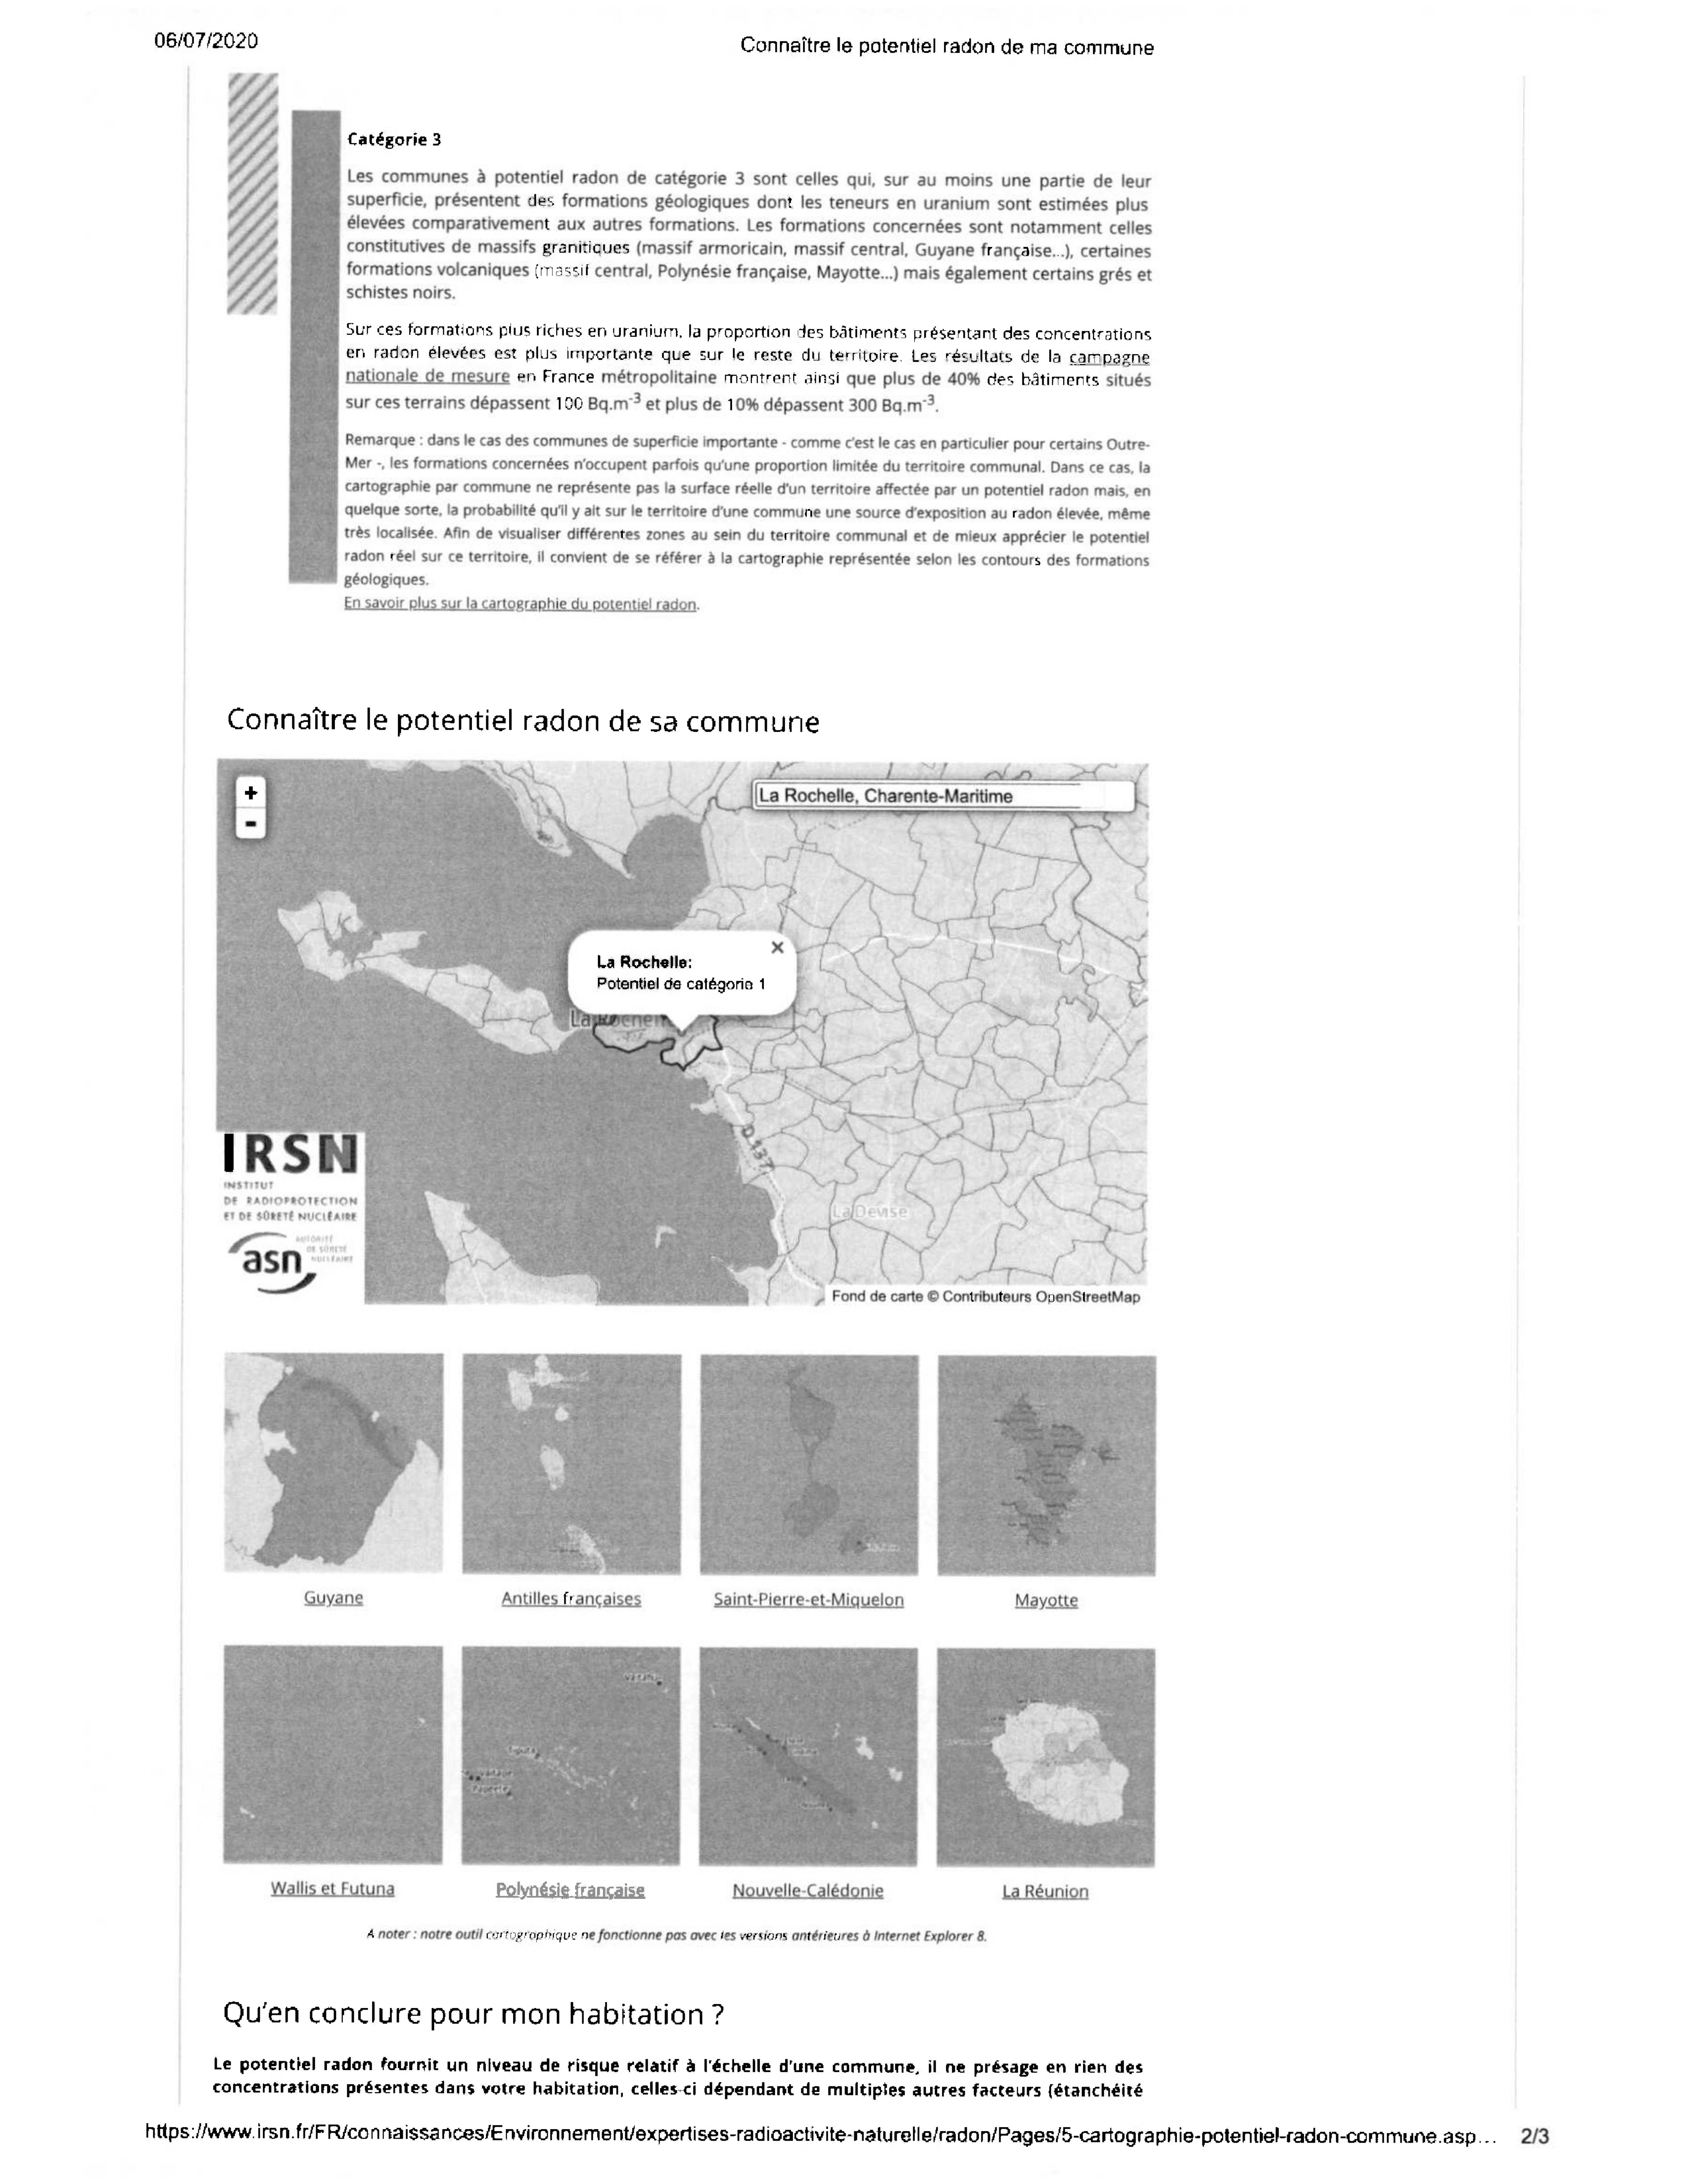 06/07/2020
Connaître le potentiel radon de ma commune
Catégorie 3
Les communes à potentiel radon de catégorie 3 sont celles qui, sur au moins une partie de leur
superficie, présentent des formations géologiques dont les teneurs en uranium sont estimées plus
élevées comparativement aux autres formations. Les formations concernées sont notamment celles
constitutives de massifs granitiques (massif armoricain, massif central, Guyane française...), certaines
formations volcaniques (massif central, Polynésie française, Mayotte...) mais également certains grés et
schistes noirs.
Sur ces formations plus riches en uranium, la proportion des bâtiments présentant des concentrations
en radon élevées est plus importante que sur le reste du territoire. Les résultats de la campagne
nationale de mesure en France métropolitaine montrent ainsi que plus de 40% des bâtiments situés
sur ces terrains dépassent 100 Bq.m-3 et plus de 10% dépassent 300 Bq.m-3.
Remarque : dans le cas des communes de superficie importante - comme c'est le cas en particulier pour certains Outre-
Mer -, les formations concernées n'occupent parfois qu'une proportion limitée du territoire communal. Dans ce cas, la
cartographie par commune ne représente pas la surface réelle d'un territoire affectée par un potentiel radon mais, en
quelque sorte, la probabilité qu'il y ait sur le territoire d'une commune une source d'exposition au radon élevée, même
très localisée. Afin de visualiser différentes zones au sein du territoire communal et de mieux apprécier le potentiel
radon réel sur ce territoire, il convient de se référer à la cartographie représentée selon les contours des formations
géologiques.
En savoir plus sur la cartographie du potentiel radon.
Connaître le potentiel radon de sa commune
+
-
La Rochelle, Charente-Maritime
×
La Rochelle:
Potentiel de catégorie 1
D 137
La Devise
IRSN
INSTITUT
DE RADIOPROTECTION
ET DE SÛRETÉ NUCLÉAIRE
asn
AUTORITÉ
DE SÛRETÉ
NUCLÉAIRE
Fond de carte © Contributeurs OpenStreetMap
Guyane
Antilles françaises
Saint-Pierre-et-Miquelon
Mayotte
Wallis et Futuna
Polynésie française
Nouvelle-Calédonie
La Réunion
A noter : notre outil cartographique ne fonctionne pas avec les versions antérieures à Internet Explorer 8.
Qu'en conclure pour mon habitation ?
Le potentiel radon fournit un niveau de risque relatif à l'échelle d'une commune, il ne présage en rien des
concentrations présentes dans votre habitation, celles-ci dépendant de multiples autres facteurs (étanchéité
https://www.irsn.fr/FR/connaissances/Environnement/expertises-radioactivite-naturelle/radon/Pages/5-cartographie-potentiel-radon-commune.asp...
2/3